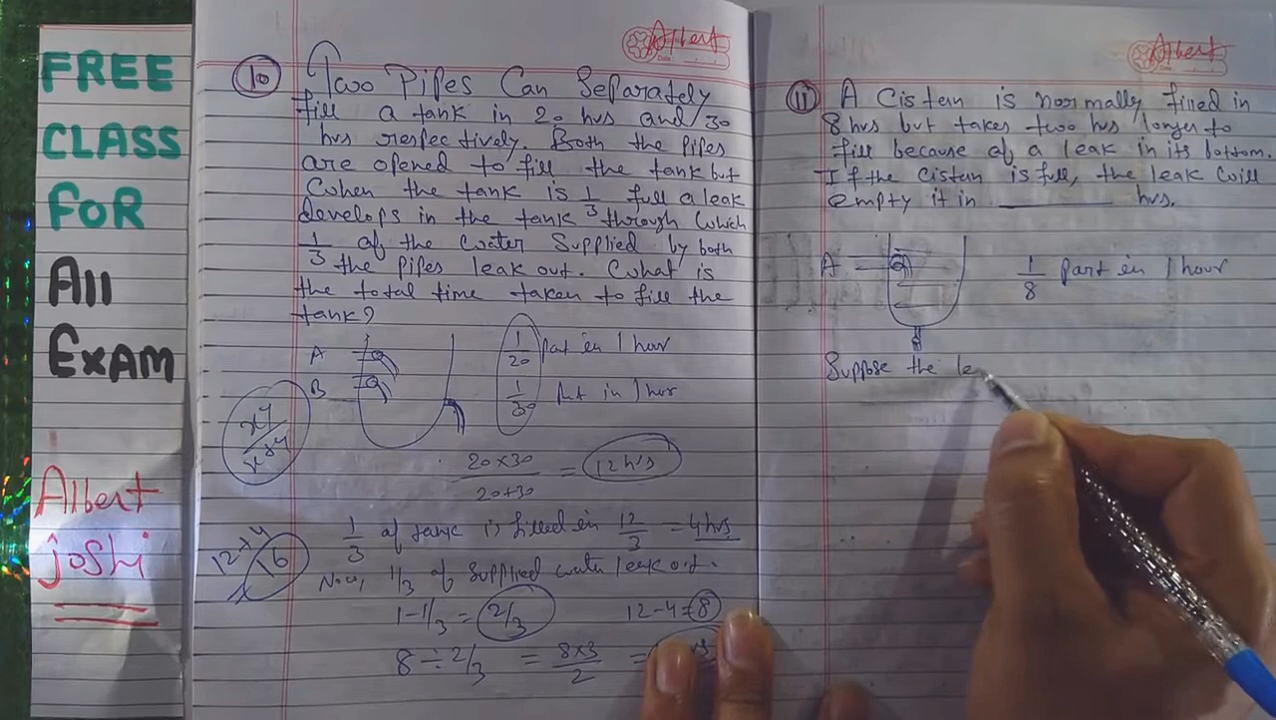 FREE
CLASS
FOR
All
ExAM
Albert
joshi
Albert
10 Two Pipes Can Separately
fill a tank in 20 hrs and 30
hrs respectively. Both the pipes
are opened to fill the tank but
when the tank is 1/3 full a leak
develops in the tank through which
1/3 of the water supplied by both
the pipes leak out. What is
the total time taken to fill the
tank?
A 1/20 part in 1 hour
B 1/30 part in 1 hour
xy/x+y
20×30/20+30 = 12 hrs
1/3 of tank is filled in 12/3 = 4 hrs
12+4
16
Now, 1/3 of supplied water leak out.
1-1/3 = 2/3 12-4=8
8÷2/3 = 8×3/2 =
Albert
11 A Cistern is normally filled in
8 hrs but takes two hrs longer to
fill because of a leak in its bottom.
If the cistern is full, the leak will
empty it in ________ hrs.
A 1/8 part in 1 hour
Suppose the le